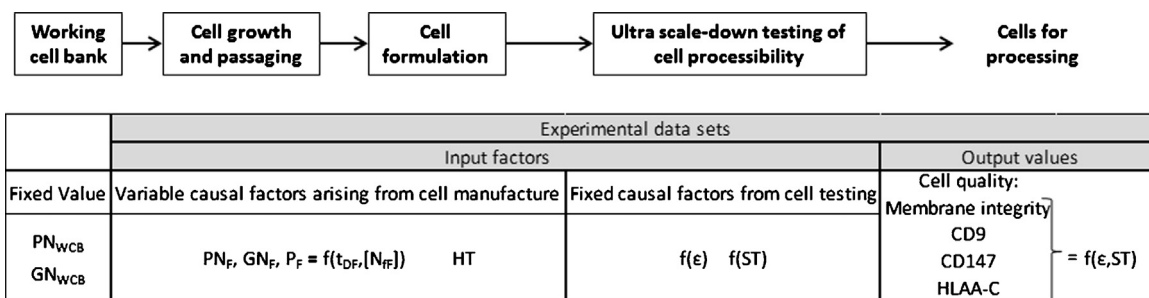 Working cell bank
Cell growth and passaging
Cell formulation
Ultra scale-down testing of cell processibility
Cells for processing
Experimental data sets
Input factors
Output values
Fixed Value
Variable causal factors arising from cell manufacture
Fixed causal factors from cell testing
Cell quality:
Membrane integrity
CD9
CD147
HLAA-C
= f(ε,ST)
PN_WCB
GN_WCB
PN_F, GN_F, P_F = f(t_DF,[N_fF])
HT
f(ε)
f(ST)